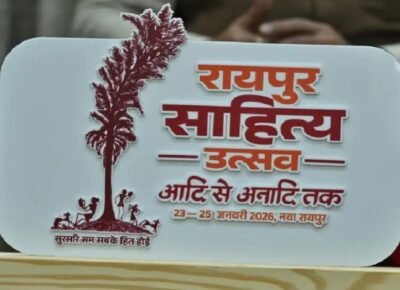 रायपुर
साहित्य
उत्सव
आदि से अनादि तक
23 – 25 जनवरी 2026, नवा रायपुर
सुरसरि सम सबके हित होई